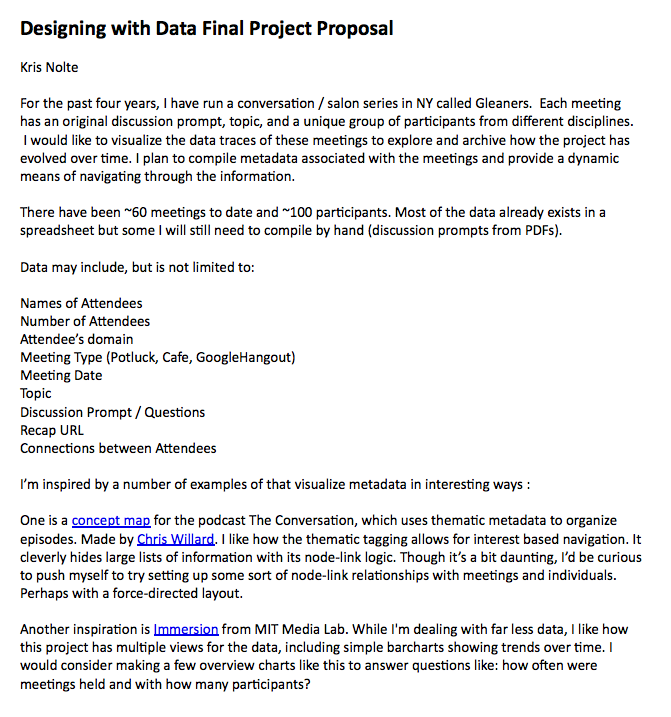 Designing with Data Final Project Proposal
Kris Nolte
For the past four years, I have run a conversation / salon series in NY called Gleaners.  Each meeting
has an original discussion prompt, topic, and a unique group of participants from different disciplines.
I would like to visualize the data traces of these meetings to explore and archive how the project has
evolved over time. I plan to compile metadata associated with the meetings and provide a dynamic
means of navigating through the information.
There have been ~60 meetings to date and ~100 participants. Most of the data already exists in a
spreadsheet but some I will still need to compile by hand (discussion prompts from PDFs).
Data may include, but is not limited to:
Names of Attendees
Number of Attendees
Attendee's domain
Meeting Type (Potluck, Cafe, GoogleHangout)
Meeting Date
Topic
Discussion Prompt / Questions
Recap URL
Connections between Attendees
I'm inspired by a number of examples of that visualize metadata in interesting ways :
One is a concept map for the podcast The Conversation, which uses thematic metadata to organize
episodes. Made by Chris Willard. I like how the thematic tagging allows for interest based navigation. It
cleverly hides large lists of information with its node-link logic. Though it's a bit daunting, I'd be curious
to push myself to try setting up some sort of node-link relationships with meetings and individuals.
Perhaps with a force-directed layout.
Another inspiration is Immersion from MIT Media Lab. While I'm dealing with far less data, I like how
this project has multiple views for the data, including simple barcharts showing trends over time. I
would consider making a few overview charts like this to answer questions like: how often were
meetings held and with how many participants?